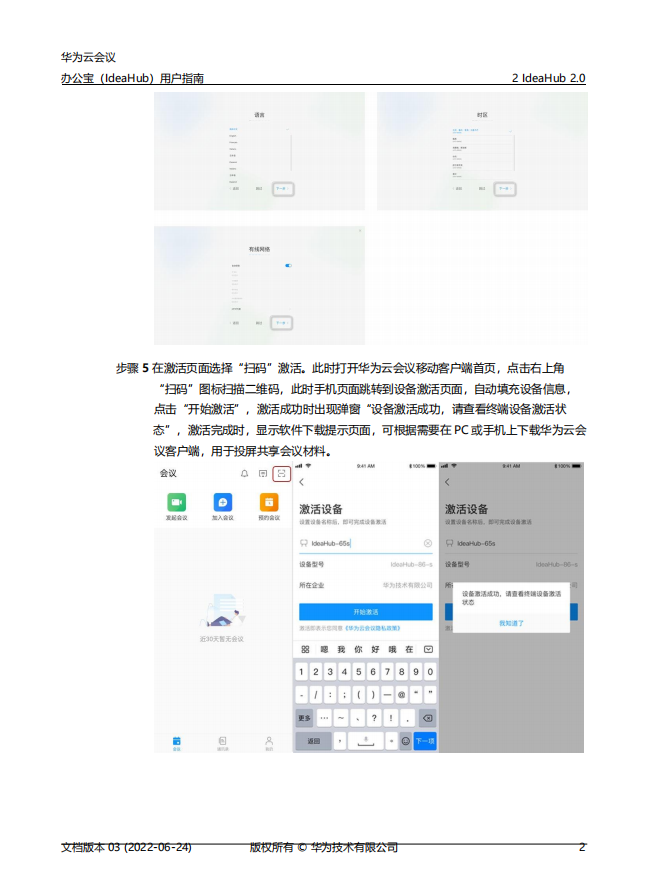 华为云会议
办公宝（IdeaHub）用户指南 2 IdeaHub 2.0
语言
时区
下一步
下一步
有线网络
下一步
步骤 5 在激活页面选择“扫码”激活。此时打开华为云会议移动客户端首页，点击右上角
“扫码”图标扫描二维码，此时手机页面跳转到设备激活页面，自动填充设备信息，
点击“开始激活”，激活成功时出现弹窗“设备激活成功，请查看终端设备激活状
态”，激活完成时，显示软件下载提示页面，可根据需要在 PC 或手机上下载华为云会
议客户端，用于投屏共享会议材料。
会议
发起会议 加入会议 预约会议
近30天暂无会议
9:41 AM 100%
激活设备
设置设备名称后，即可完成设备激活
IdeaHub-65s
设备型号 IdeaHub-65-s
所在企业 华为技术有限公司
开始激活
激活即表示您同意《华为云会议隐私政策》
嗯 我 你 好 哦 在
1 2 3 4 5 6 7 8 9 0
- / : ; ( ) — @ “ ”
更多 … ～ 、 ? ! .
返回 下一项
9:41 AM 100%
激活设备
设置设备名称后，即可完成设备激活
IdeaHub-65s
设备型号 IdeaHub-65-s
设备激活成功，请查看终端设备激活
状态
我知道了
文档版本 03 (2022-06-24) 版权所有 © 华为技术有限公司 2